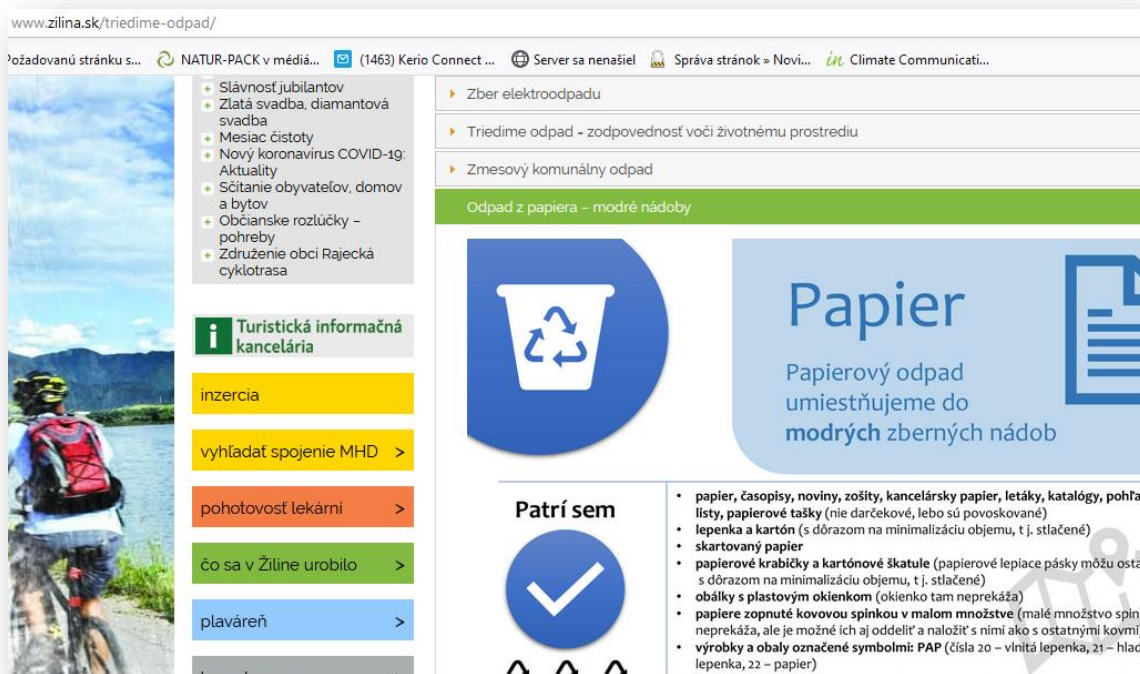 www.zilina.sk/triedime-odpad/
Požadovanú stránku s... NATUR-PACK v médiá... (1463) Kerio Connect ... Server sa nenašiel Správa stránok » Novi... in Climate Communicati...
Slávnosť jubilantov
Zlatá svadba, diamantová
svadba
Mesiac čistoty
Nový koronavirus COVID-19:
Aktuality
Sčítanie obyvateľov, domov
a bytov
Občianske rozlúčky –
pohreby
Združenie obcí Rajecká
cyklotrasa
i Turistická informačná
kancelária
inzercia
vyhľadať spojenie MHD >
pohotovosť lekární >
čo sa v Žiline urobilo >
plaváreň >
Zber elektroodpadu
Triedime odpad - zodpovednosť voči životnému prostrediu
Zmesový komunálny odpad
Odpad z papiera – modré nádoby
Papier
Papierový odpad
umiestňujeme do
modrých zberných nádob
Patrí sem
• papier, časopisy, noviny, zošity, kancelársky papier, letáky, katalógy, pohľa
listy, papierové tašky (nie darčekové, lebo sú povoskované)
• lepenka a kartón (s dôrazom na minimalizáciu objemu, t j. stlačené)
• skartovaný papier
• papierové krabičky a kartónové škatule (papierové lepiace pásky môžu osta
s dôrazom na minimalizáciu objemu, t j. stlačené)
• obálky s plastovým okienkom (okienko tam neprekáža)
• papiere zopnuté kovovou spinkou v malom množstve (malé množstvo spin
neprekáža, ale je možné ich aj oddeliť a naložiť s nimi ako s ostatnými kovmi
• výrobky a obaly označené symbolmi: PAP (čísla 20 – vlnitá lepenka, 21 – hlad
lepenka, 22 – papier)